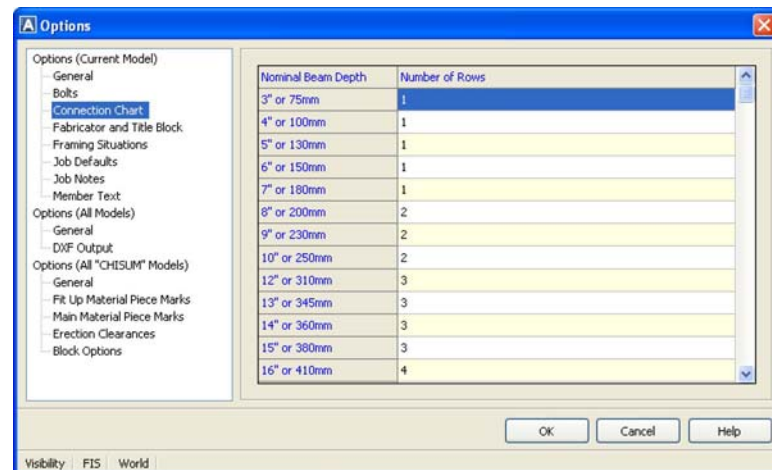 A Options
Options (Current Model)
General
Bolts
Connection Chart
Fabricator and Title Block
Framing Situations
Job Defaults
Job Notes
Member Text
Options (All Models)
General
DXF Output
Options (All "CHISUM" Models)
General
Fit Up Material Piece Marks
Main Material Piece Marks
Erection Clearances
Block Options
Nominal Beam Depth Number of Rows
3" or 75mm 1
4" or 100mm 1
5" or 130mm 1
6" or 150mm 1
7" or 180mm 1
8" or 200mm 2
9" or 230mm 2
10" or 250mm 2
12" or 310mm 3
13" or 345mm 3
14" or 360mm 3
15" or 380mm 3
16" or 410mm 4
OK Cancel Help
Visibility FIS World